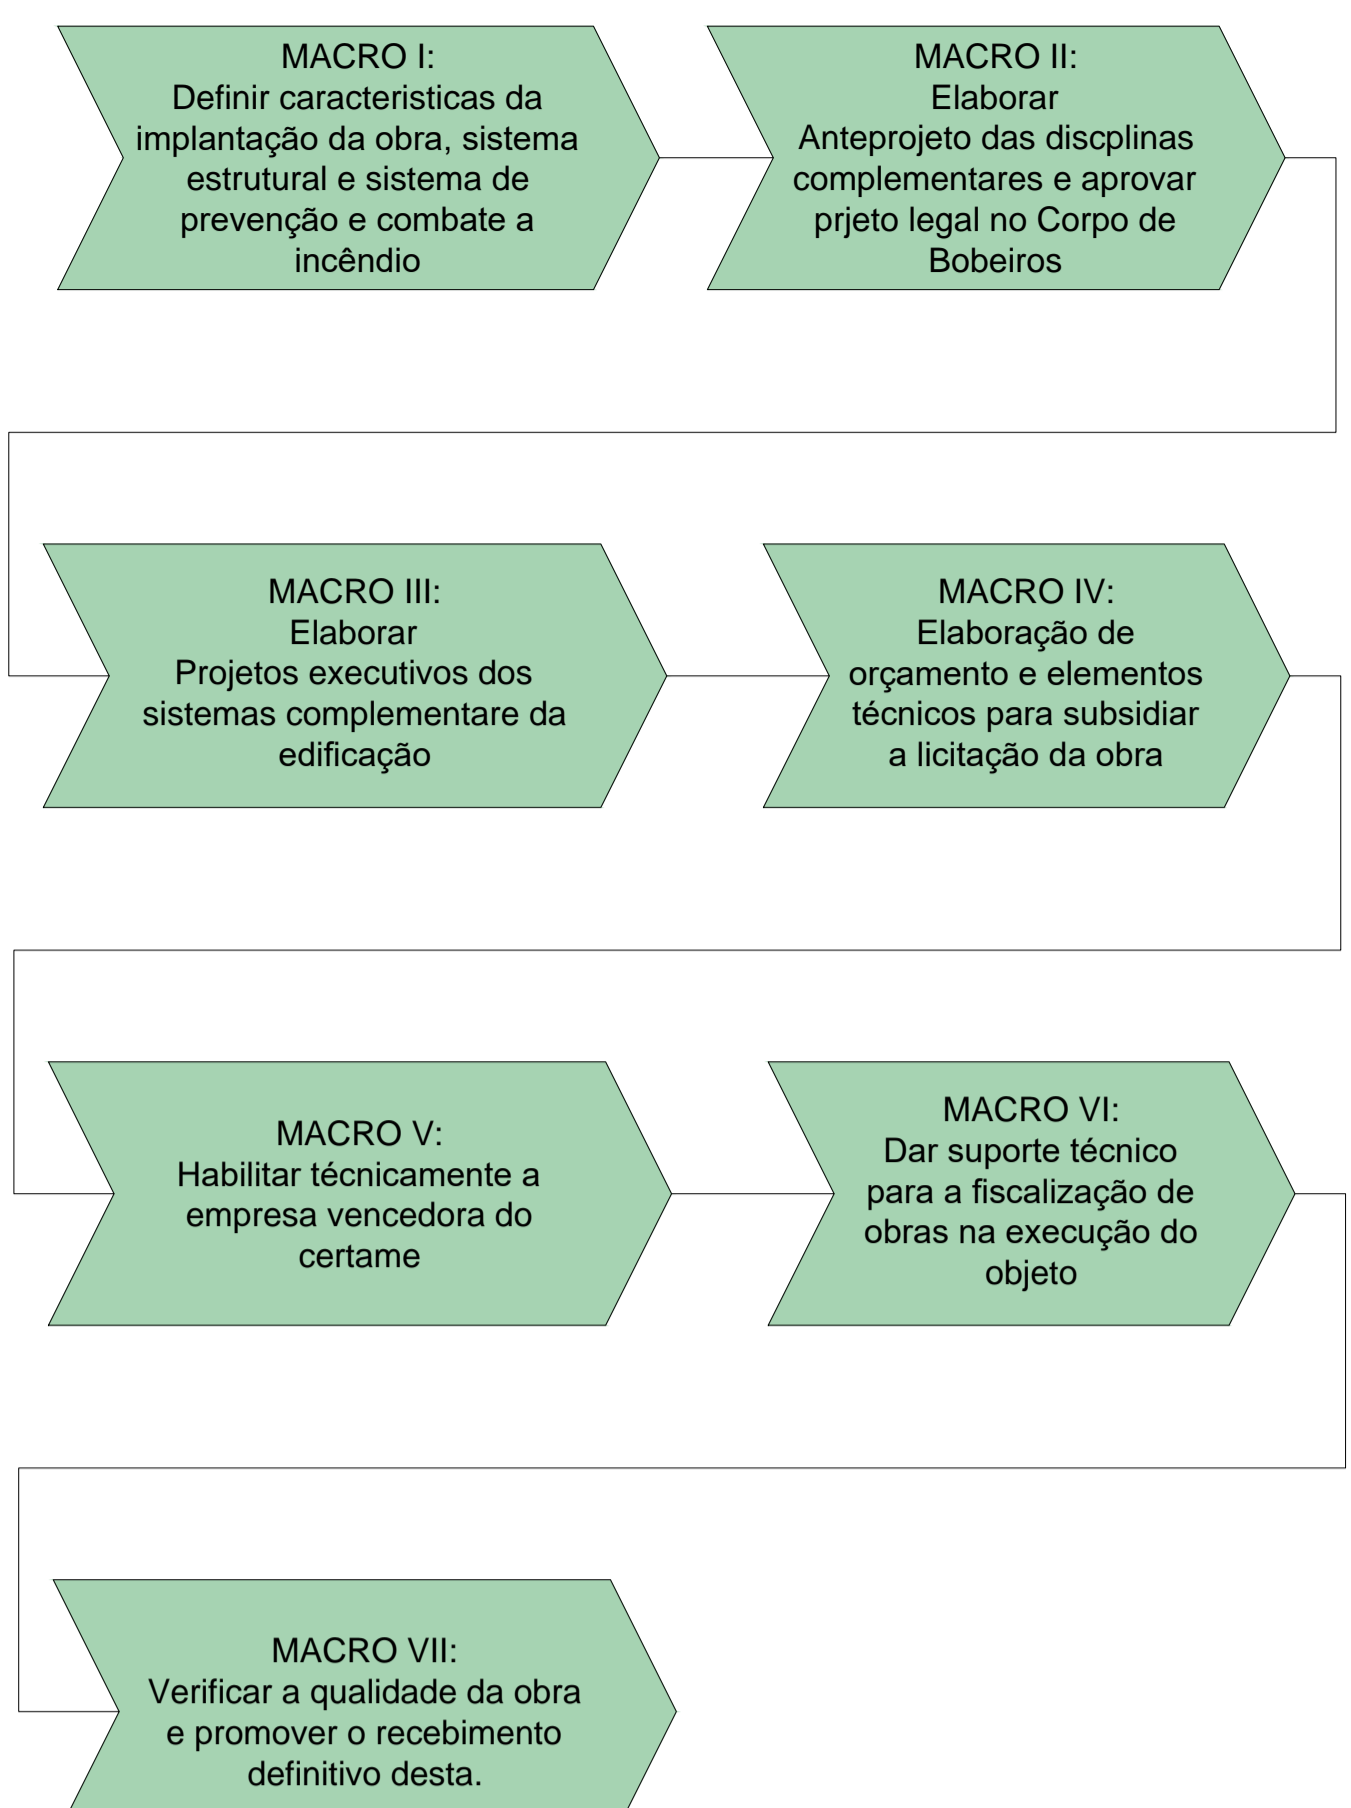 MACRO I:
Definir caracteristicas da
implantação da obra, sistema
estrutural e sistema de
prevenção e combate a
incêndio
MACRO II:
Elaborar
Anteprojeto das discplinas
complementares e aprovar
prjeto legal no Corpo de
Bobeiros
MACRO III:
Elaborar
Projetos executivos dos
sistemas complementare da
edificação
MACRO IV:
Elaboração de
orçamento e elementos
técnicos para subsidiar
a licitação da obra
MACRO V:
Habilitar técnicamente a
empresa vencedora do
certame
MACRO VI:
Dar suporte técnico
para a fiscalização de
obras na execução do
objeto
MACRO VII:
Verificar a qualidade da obra
e promover o recebimento
definitivo desta.